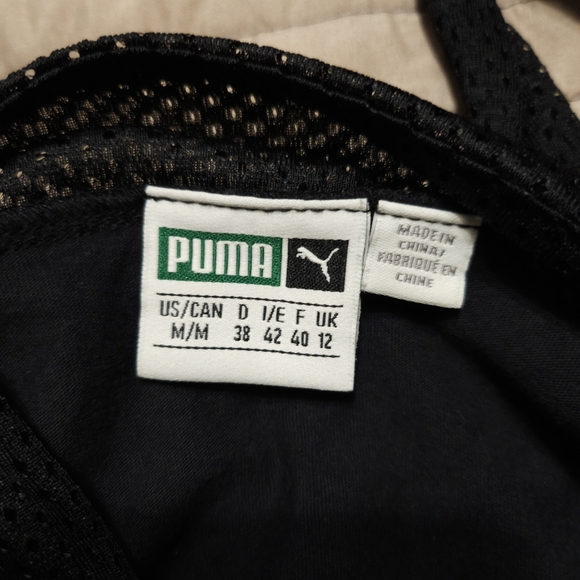 PUMA
US/CAN D I/E F UK
M/M 38 42 40 12
MADE IN
CHINA/
FABRIQUÉ EN
CHINE